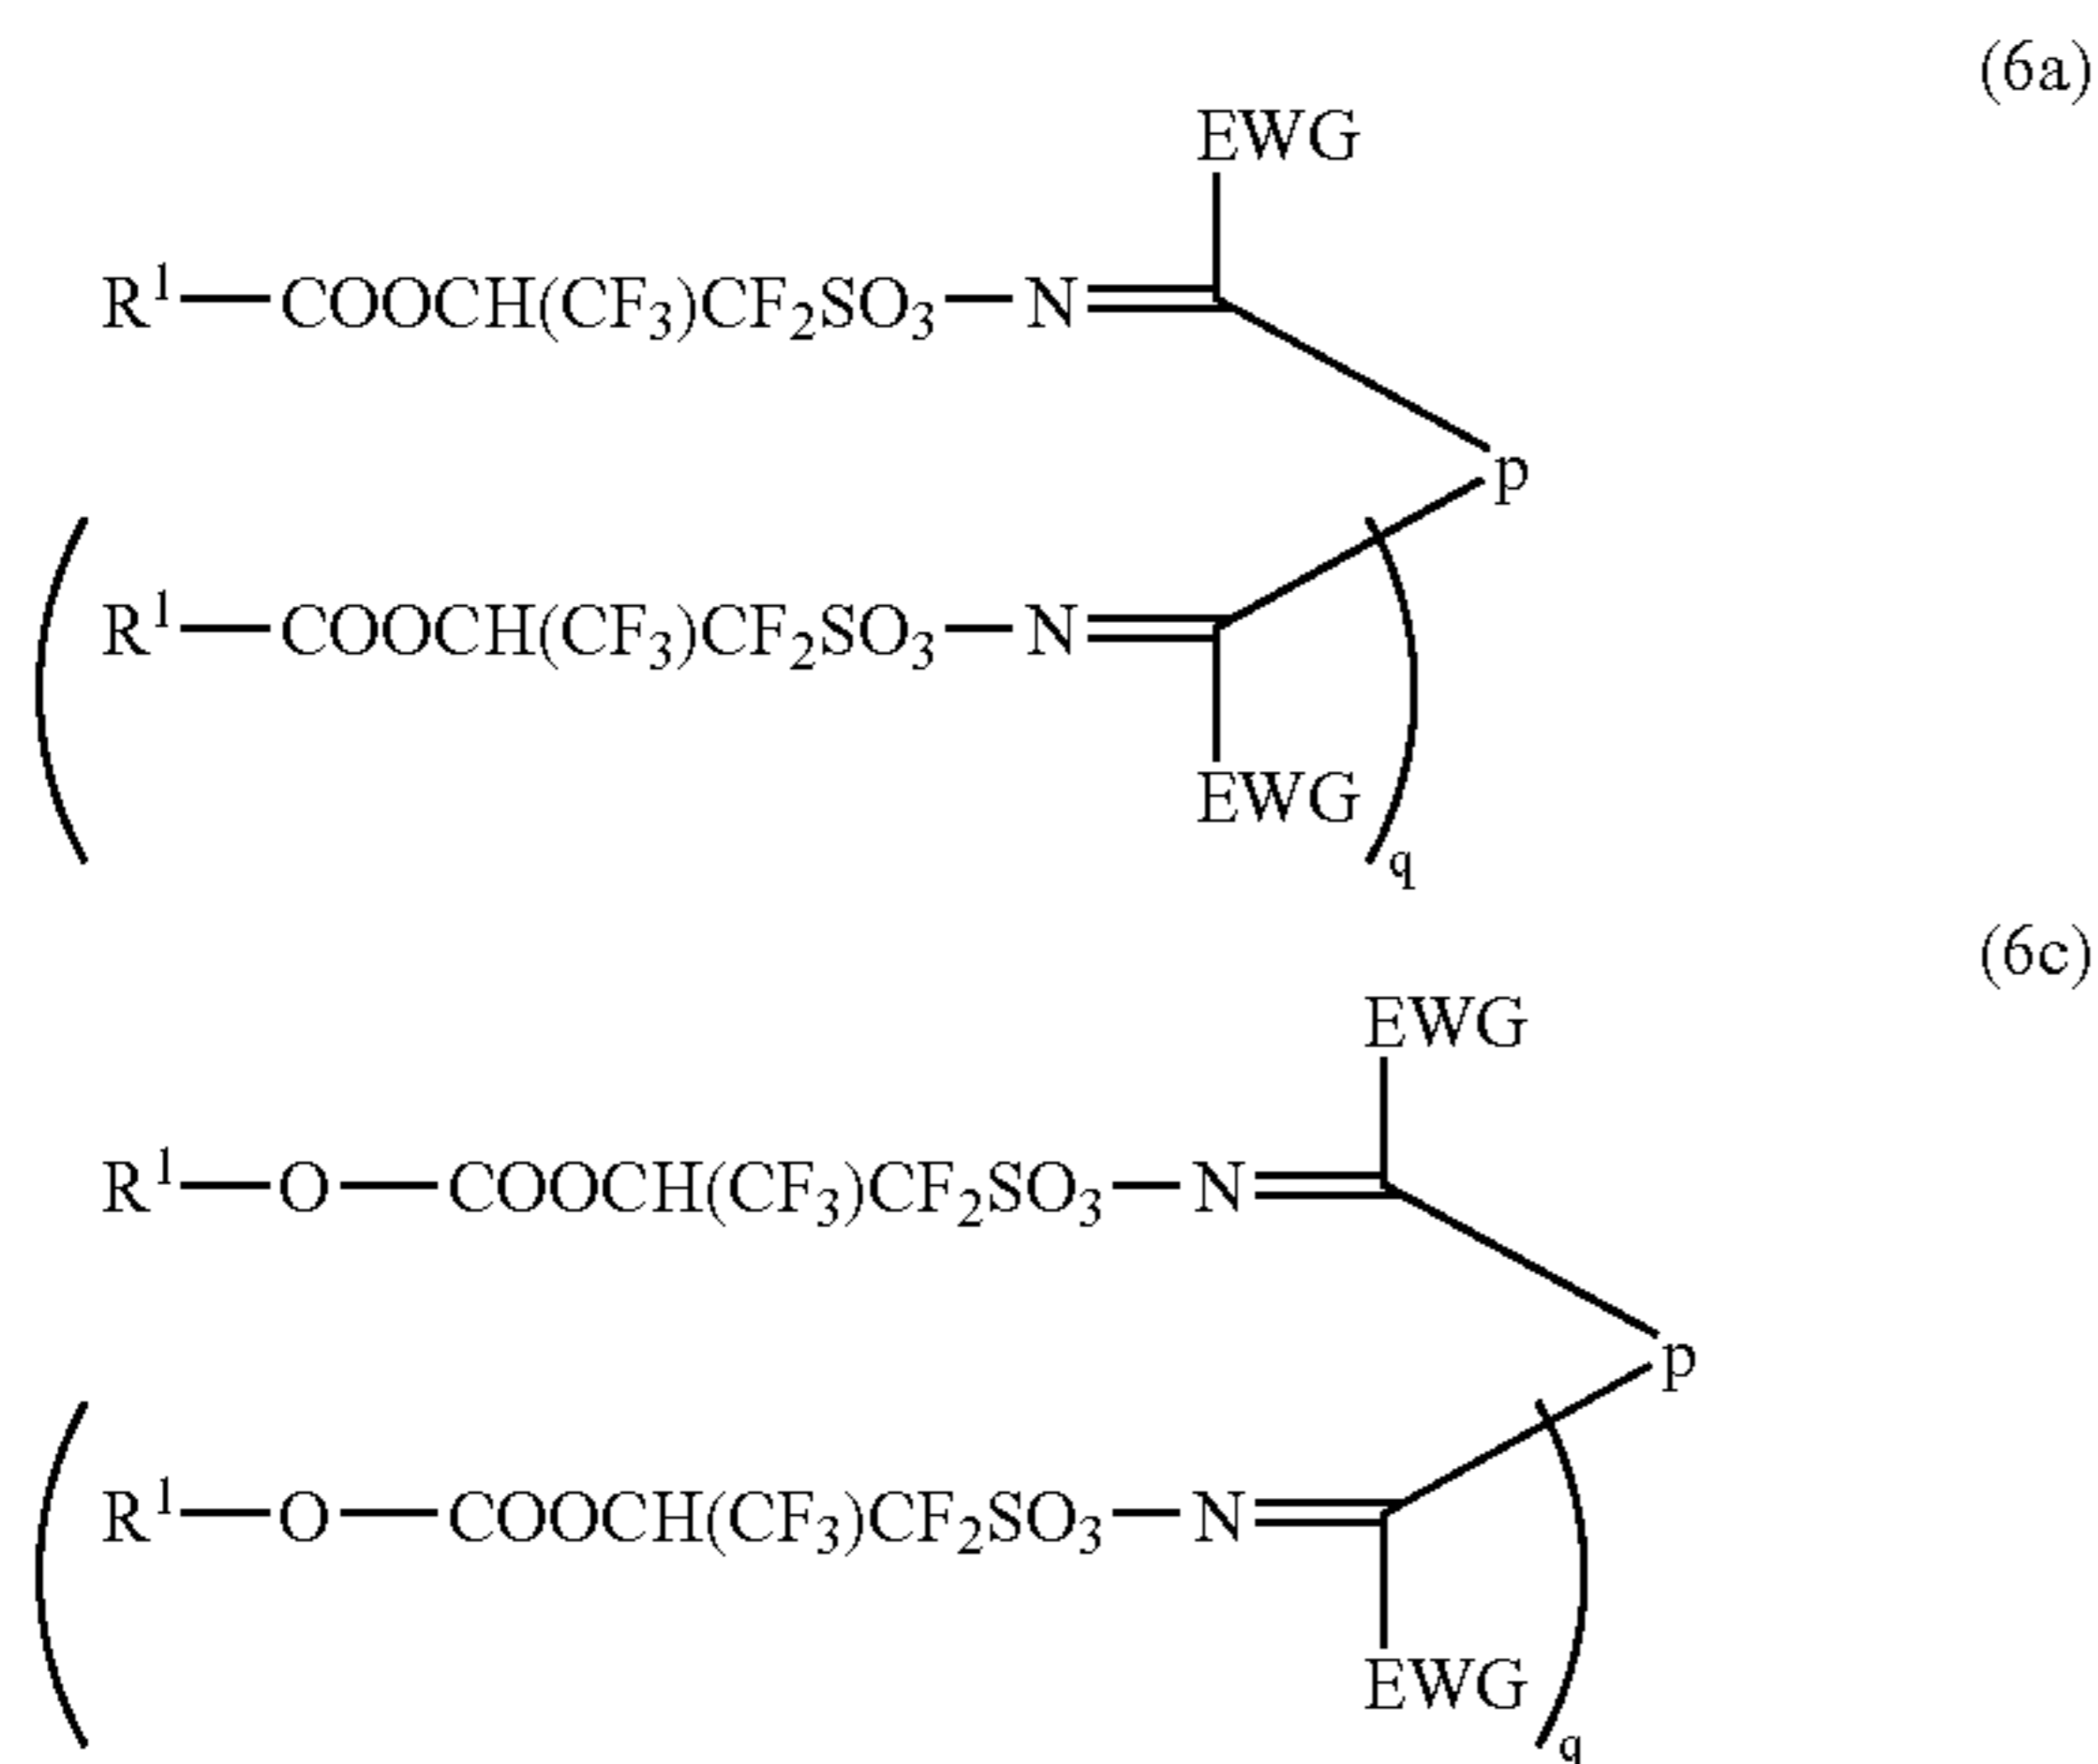 (6a)
EWG
R¹—COOCH(CF₃)CF₂SO₃—N
p
R¹—COOCH(CF₃)CF₂SO₃—N
EWG
q
(6c)
EWG
R¹—O—COOCH(CF₃)CF₂SO₃—N
p
R¹—O—COOCH(CF₃)CF₂SO₃—N
EWG
q